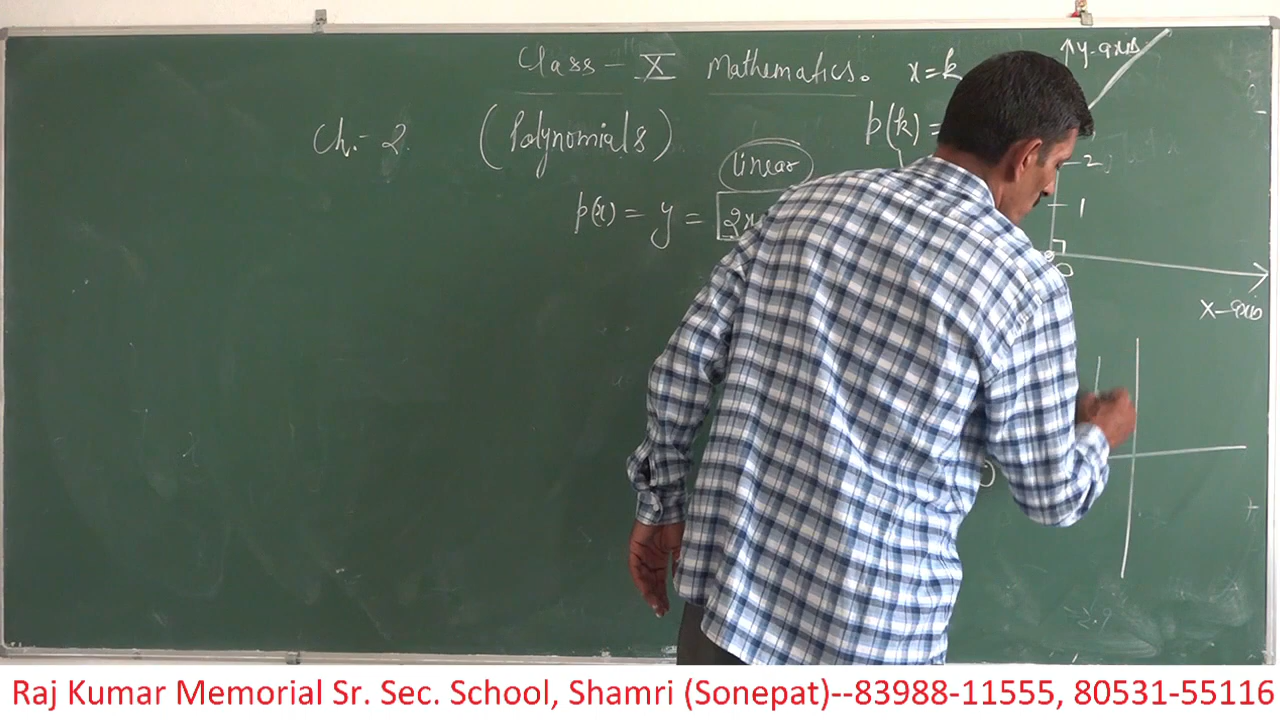 Class - X Mathematics. x=k
Ch.- 2. (Polynomials) p(k) =
linear
p(x) = y = 2x
↑y-axis
2
1
0
x-axis
Raj Kumar Memorial Sr. Sec. School, Shamri (Sonepat)--83988-11555, 80531-55116